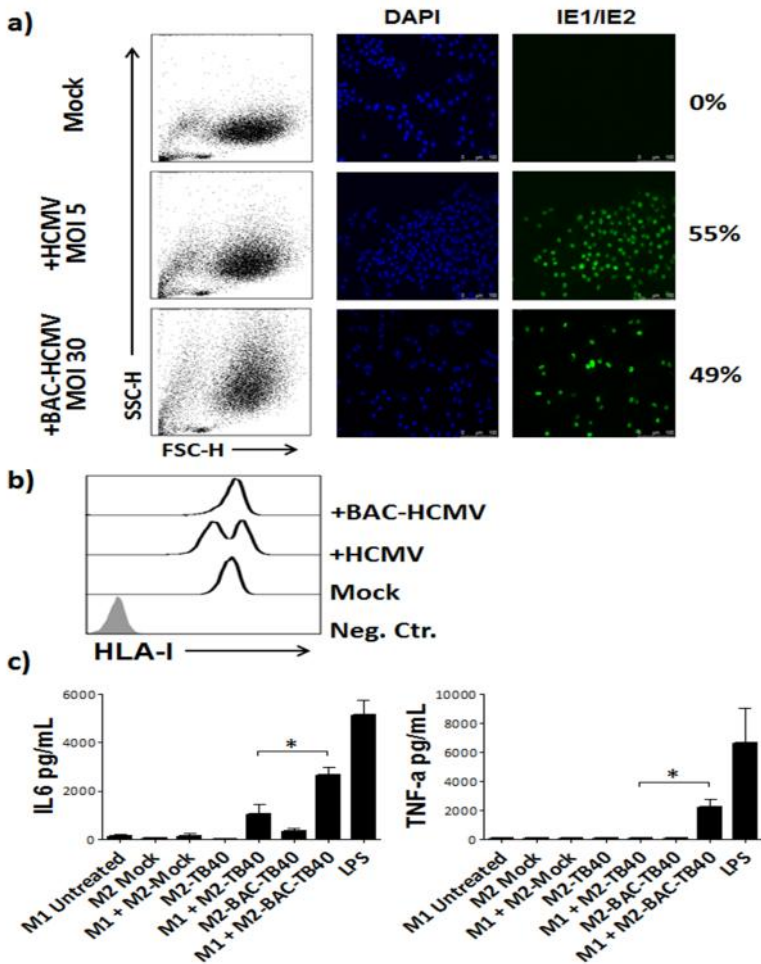 a)
DAPI
IE1/IE2
Mock
0%
+HCMV
MOI 5
55%
+BAC-HCMV
MOI 30
49%
SSC-H
FSC-H
b)
+BAC-HCMV
+HCMV
Mock
Neg. Ctr.
HLA-I
c)
IL6 pg/mL
6000
4000
2000
0
*
M1 Untreated
M2 Mock
M1 + M2-Mock
M2-TB40
M1 + M2-TB40
M2-BAC-TB40
M1 + M2-BAC-TB40
LPS
TNF-a pg/mL
10000
8000
6000
4000
2000
0
*
M1 Untreated
M2 Mock
M1 + M2-Mock
M2-TB40
M1 + M2-TB40
M2-BAC-TB40
M1 + M2-BAC-TB40
LPS